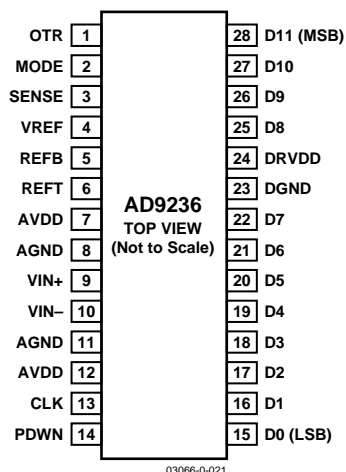 OTR 1 28 D11 (MSB)
MODE 2 27 D10
SENSE 3 26 D9
VREF 4 25 D8
REFB 5 24 DRVDD
REFT 6 23 DGND
AVDD 7 22 D7
AGND 8 21 D6
VIN+ 9 20 D5
VIN– 10 19 D4
AGND 11 18 D3
AVDD 12 17 D2
CLK 13 16 D1
PDWN 14 15 D0 (LSB)
AD9236
TOP VIEW
(Not to Scale)
03066-0-021